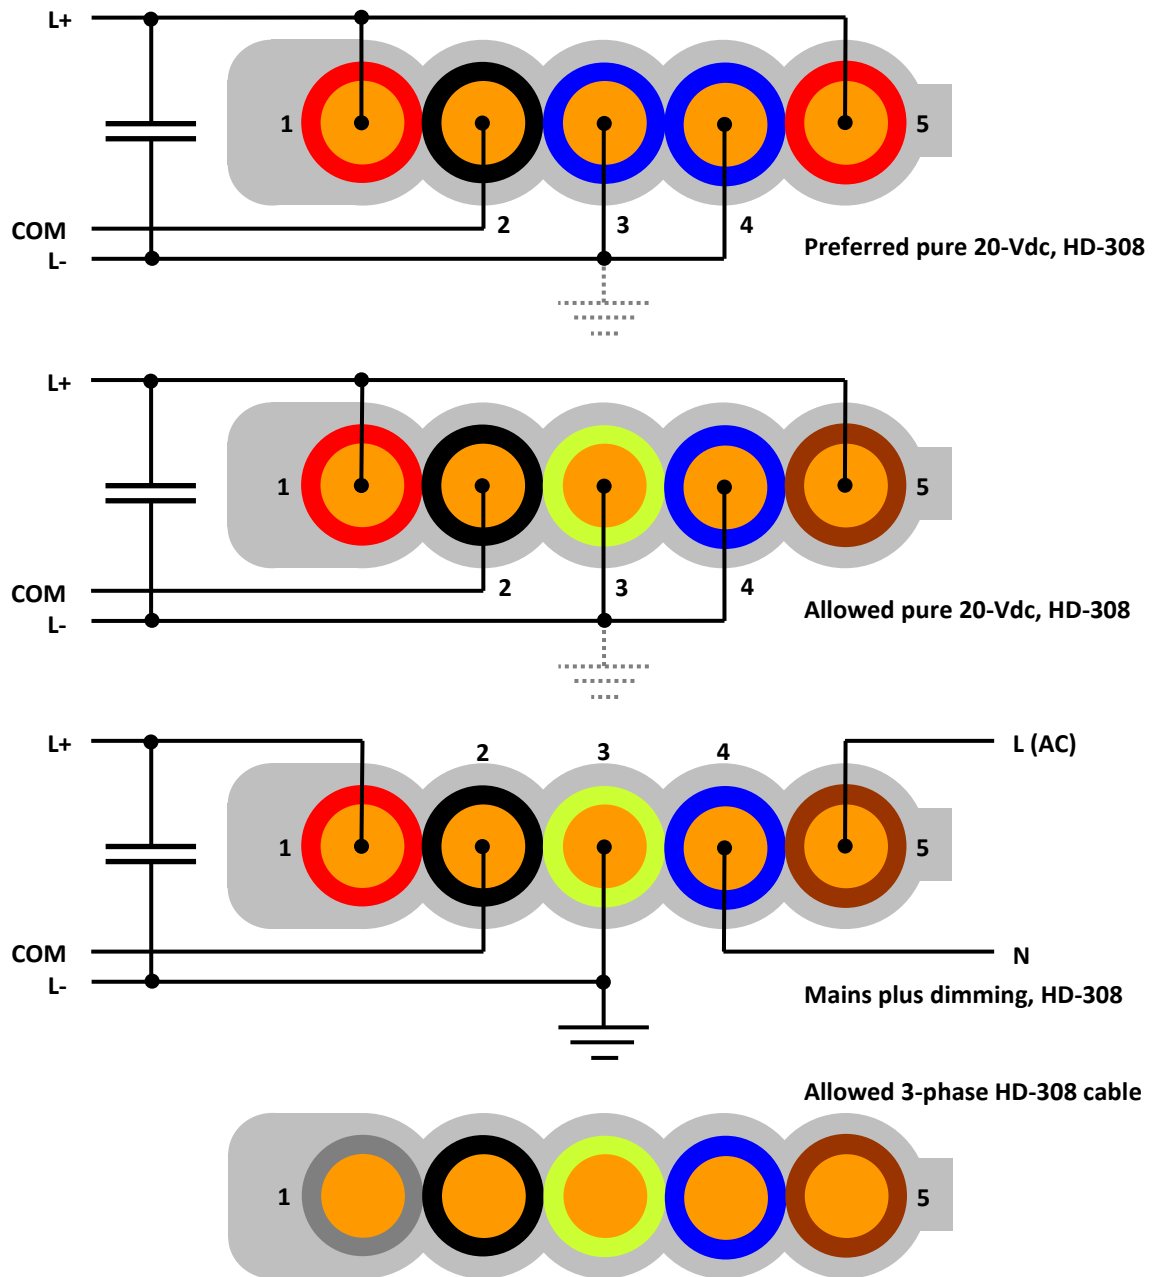 L+
1
5
COM
2
3
4
L-
Preferred pure 20-Vdc, HD-308
L+
1
5
COM
2
3
4
L-
Allowed pure 20-Vdc, HD-308
L+
2
3
4
L (AC)
1
5
COM
N
L-
Mains plus dimming, HD-308
Allowed 3-phase HD-308 cable
1
5